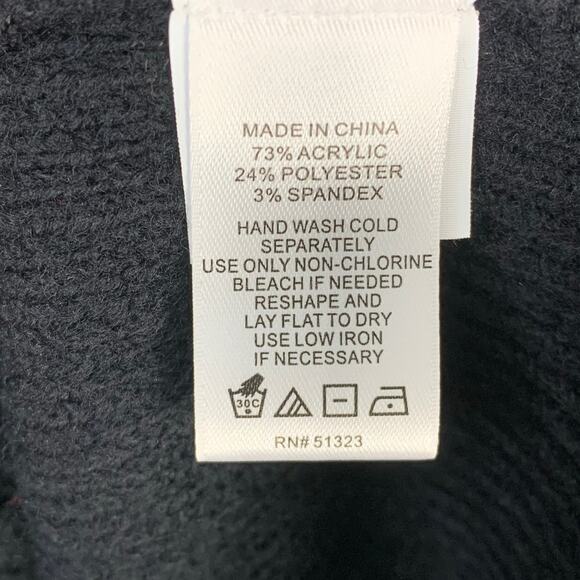 MADE IN CHINA
73% ACRYLIC
24% POLYESTER
3% SPANDEX
HAND WASH COLD
SEPARATELY
USE ONLY NON-CHLORINE
BLEACH IF NEEDED
RESHAPE AND
LAY FLAT TO DRY
USE LOW IRON
IF NECESSARY
30C
RN# 51323